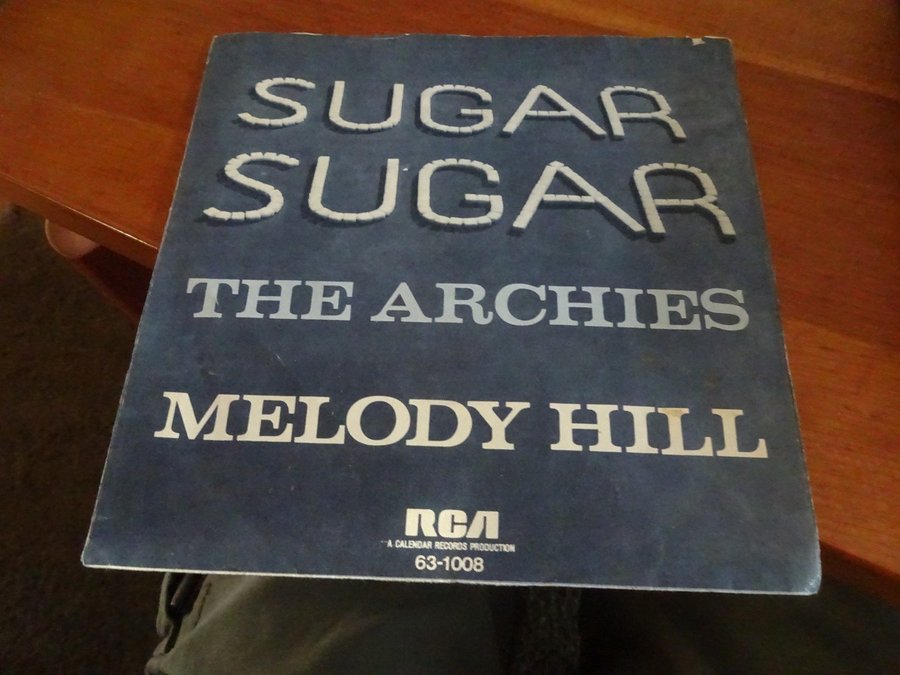 SUGAR
SUGAR
THE ARCHIES
MELODY HILL
RCA
A CALENDAR RECORDS PRODUCTION
63-1008